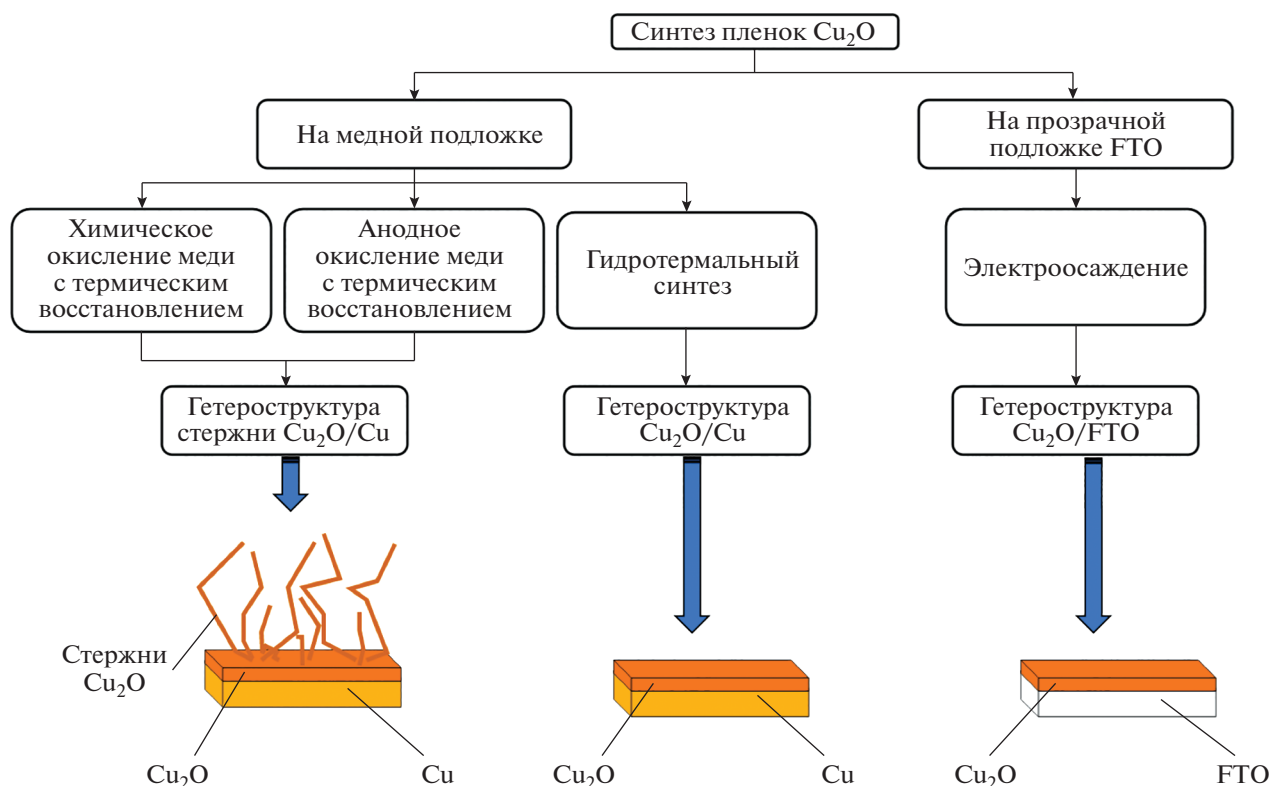 Синтез пленок Cu₂O
На медной подложке
На прозрачной
подложке FTO
Химическое
окисление меди
с термическим
восстановлением
Анодное
окисление меди
с термическим
восстановлением
Гидротермальный
синтез
Электроосаждение
Гетероструктура
стержни Cu₂O/Cu
Гетероструктура
Cu₂O/Cu
Гетероструктура
Cu₂O/FTO
Стержни
Cu₂O
Cu₂O
Cu
Cu₂O
Cu
Cu₂O
FTO